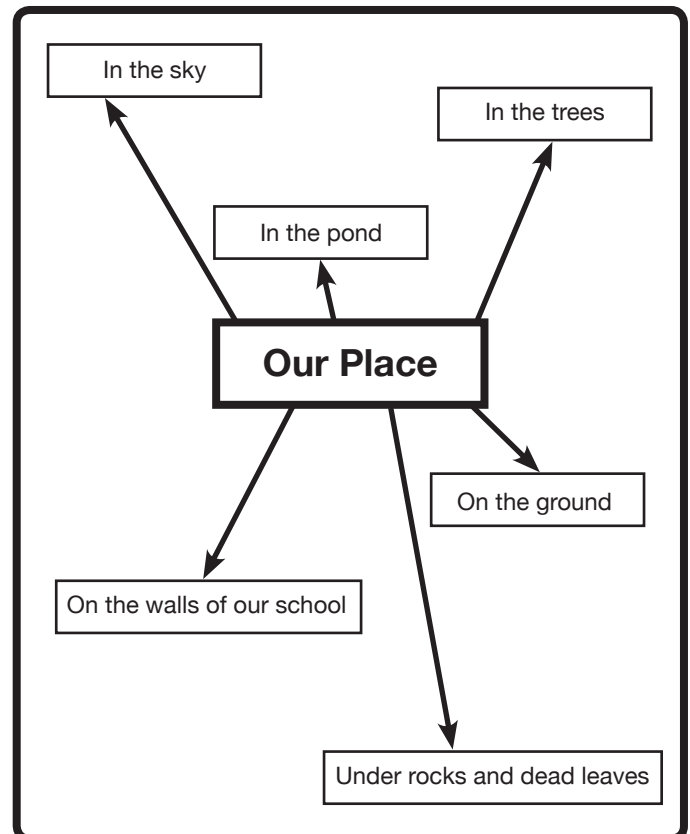 In the sky
In the trees
In the pond
Our Place
On the ground
On the walls of our school
Under rocks and dead leaves